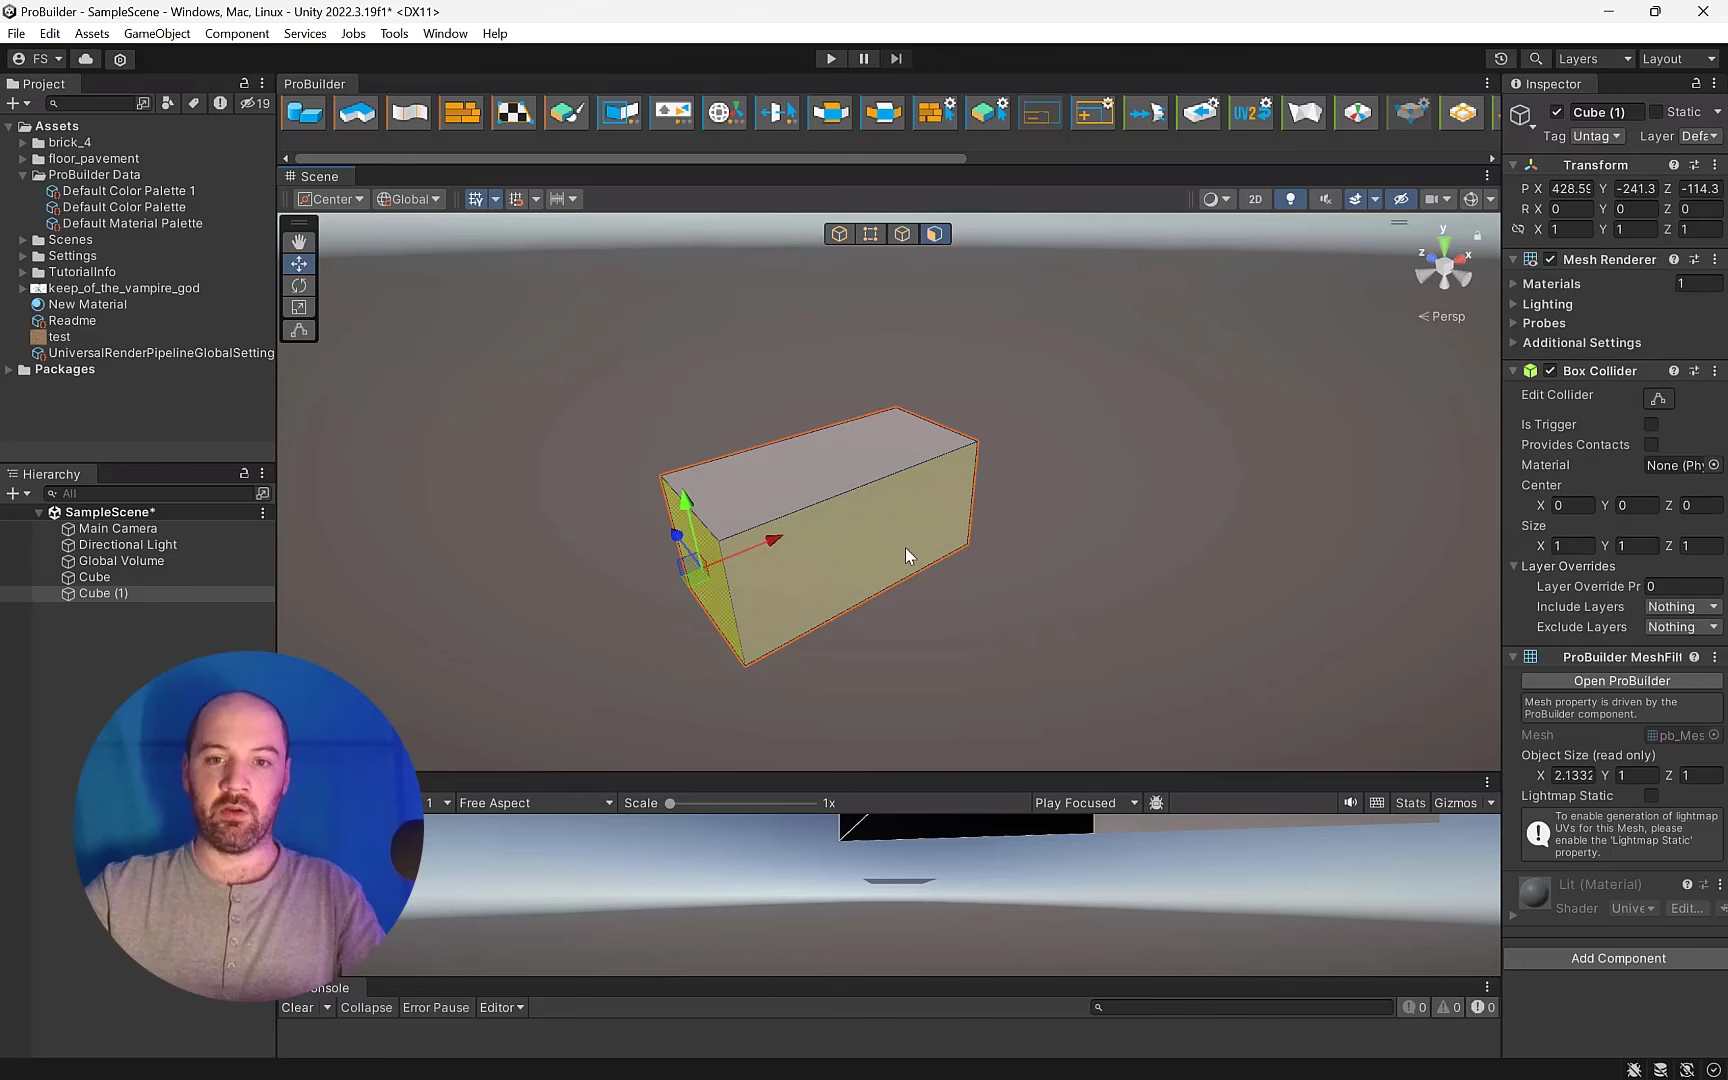 ProBuilder - SampleScene - Windows, Mac, Linux - Unity 2022.3.19f1* <DX11>
File Edit Assets GameObject Component Services Jobs Tools Window Help
FS
Layers Layout
Project
19
Assets
brick_4
floor_pavement
ProBuilder Data
Default Color Palette 1
Default Color Palette
Default Material Palette
Scenes
Settings
TutorialInfo
keep_of_the_vampire_god
New Material
Readme
test
UniversalRenderPipelineGlobalSetting
Packages
Hierarchy
All
SampleScene*
Main Camera
Directional Light
Global Volume
Cube
Cube (1)
ProBuilder
UV2
Scene
Center Global
2D
y
z x
Persp
1 Free Aspect Scale 1x Play Focused Stats Gizmos
onsole
Clear Collapse Error Pause Editor
0 0 0
Inspector
Cube (1) Static
Tag Untag Layer Defa
Transform
P X 428.59 Y -241.3 Z -114.3
R X 0 Y 0 Z 0
X 1 Y 1 Z 1
Mesh Renderer
Materials 1
Lighting
Probes
Additional Settings
Box Collider
Edit Collider
Is Trigger
Provides Contacts
Material None (Phy
Center
X 0 Y 0 Z 0
Size
X 1 Y 1 Z 1
Layer Overrides
Layer Override Pr 0
Include Layers Nothing
Exclude Layers Nothing
ProBuilder MeshFilt
Open ProBuilder
Mesh property is driven by the
ProBuilder component.
Mesh pb_Mes
Object Size (read only)
X 2.1332 Y 1 Z 1
Lightmap Static
To enable generation of lightmap
UVs for this Mesh, please
enable the 'Lightmap Static'
property.
Lit (Material)
Shader Unive Edit...
Add Component